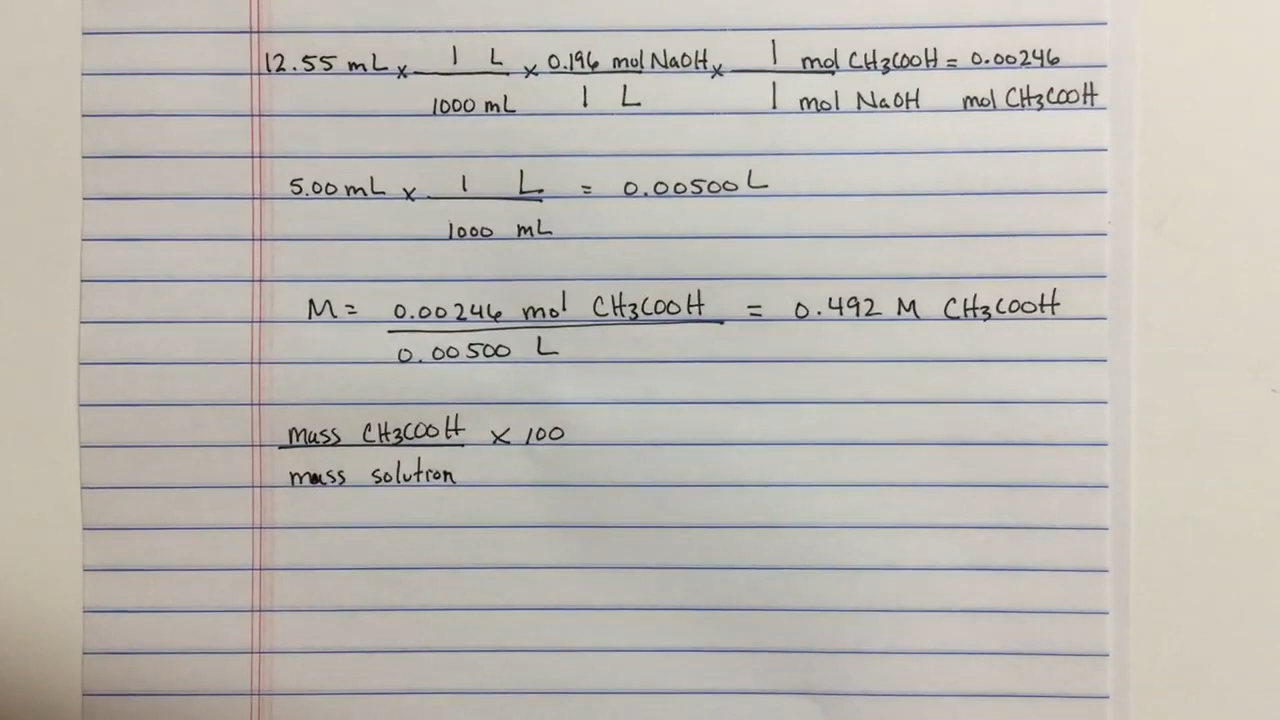 12.55 mL x 1 L x 0.196 mol NaOH x 1 mol CH3COOH = 0.00246
1000 mL 1 L 1 mol NaOH mol CH3COOH
5.00 mL x 1 L = 0.00500 L
1000 mL
M = 0.00246 mol CH3COOH = 0.492 M CH3COOH
0.00500 L
mass CH3COOH x 100
mass solution